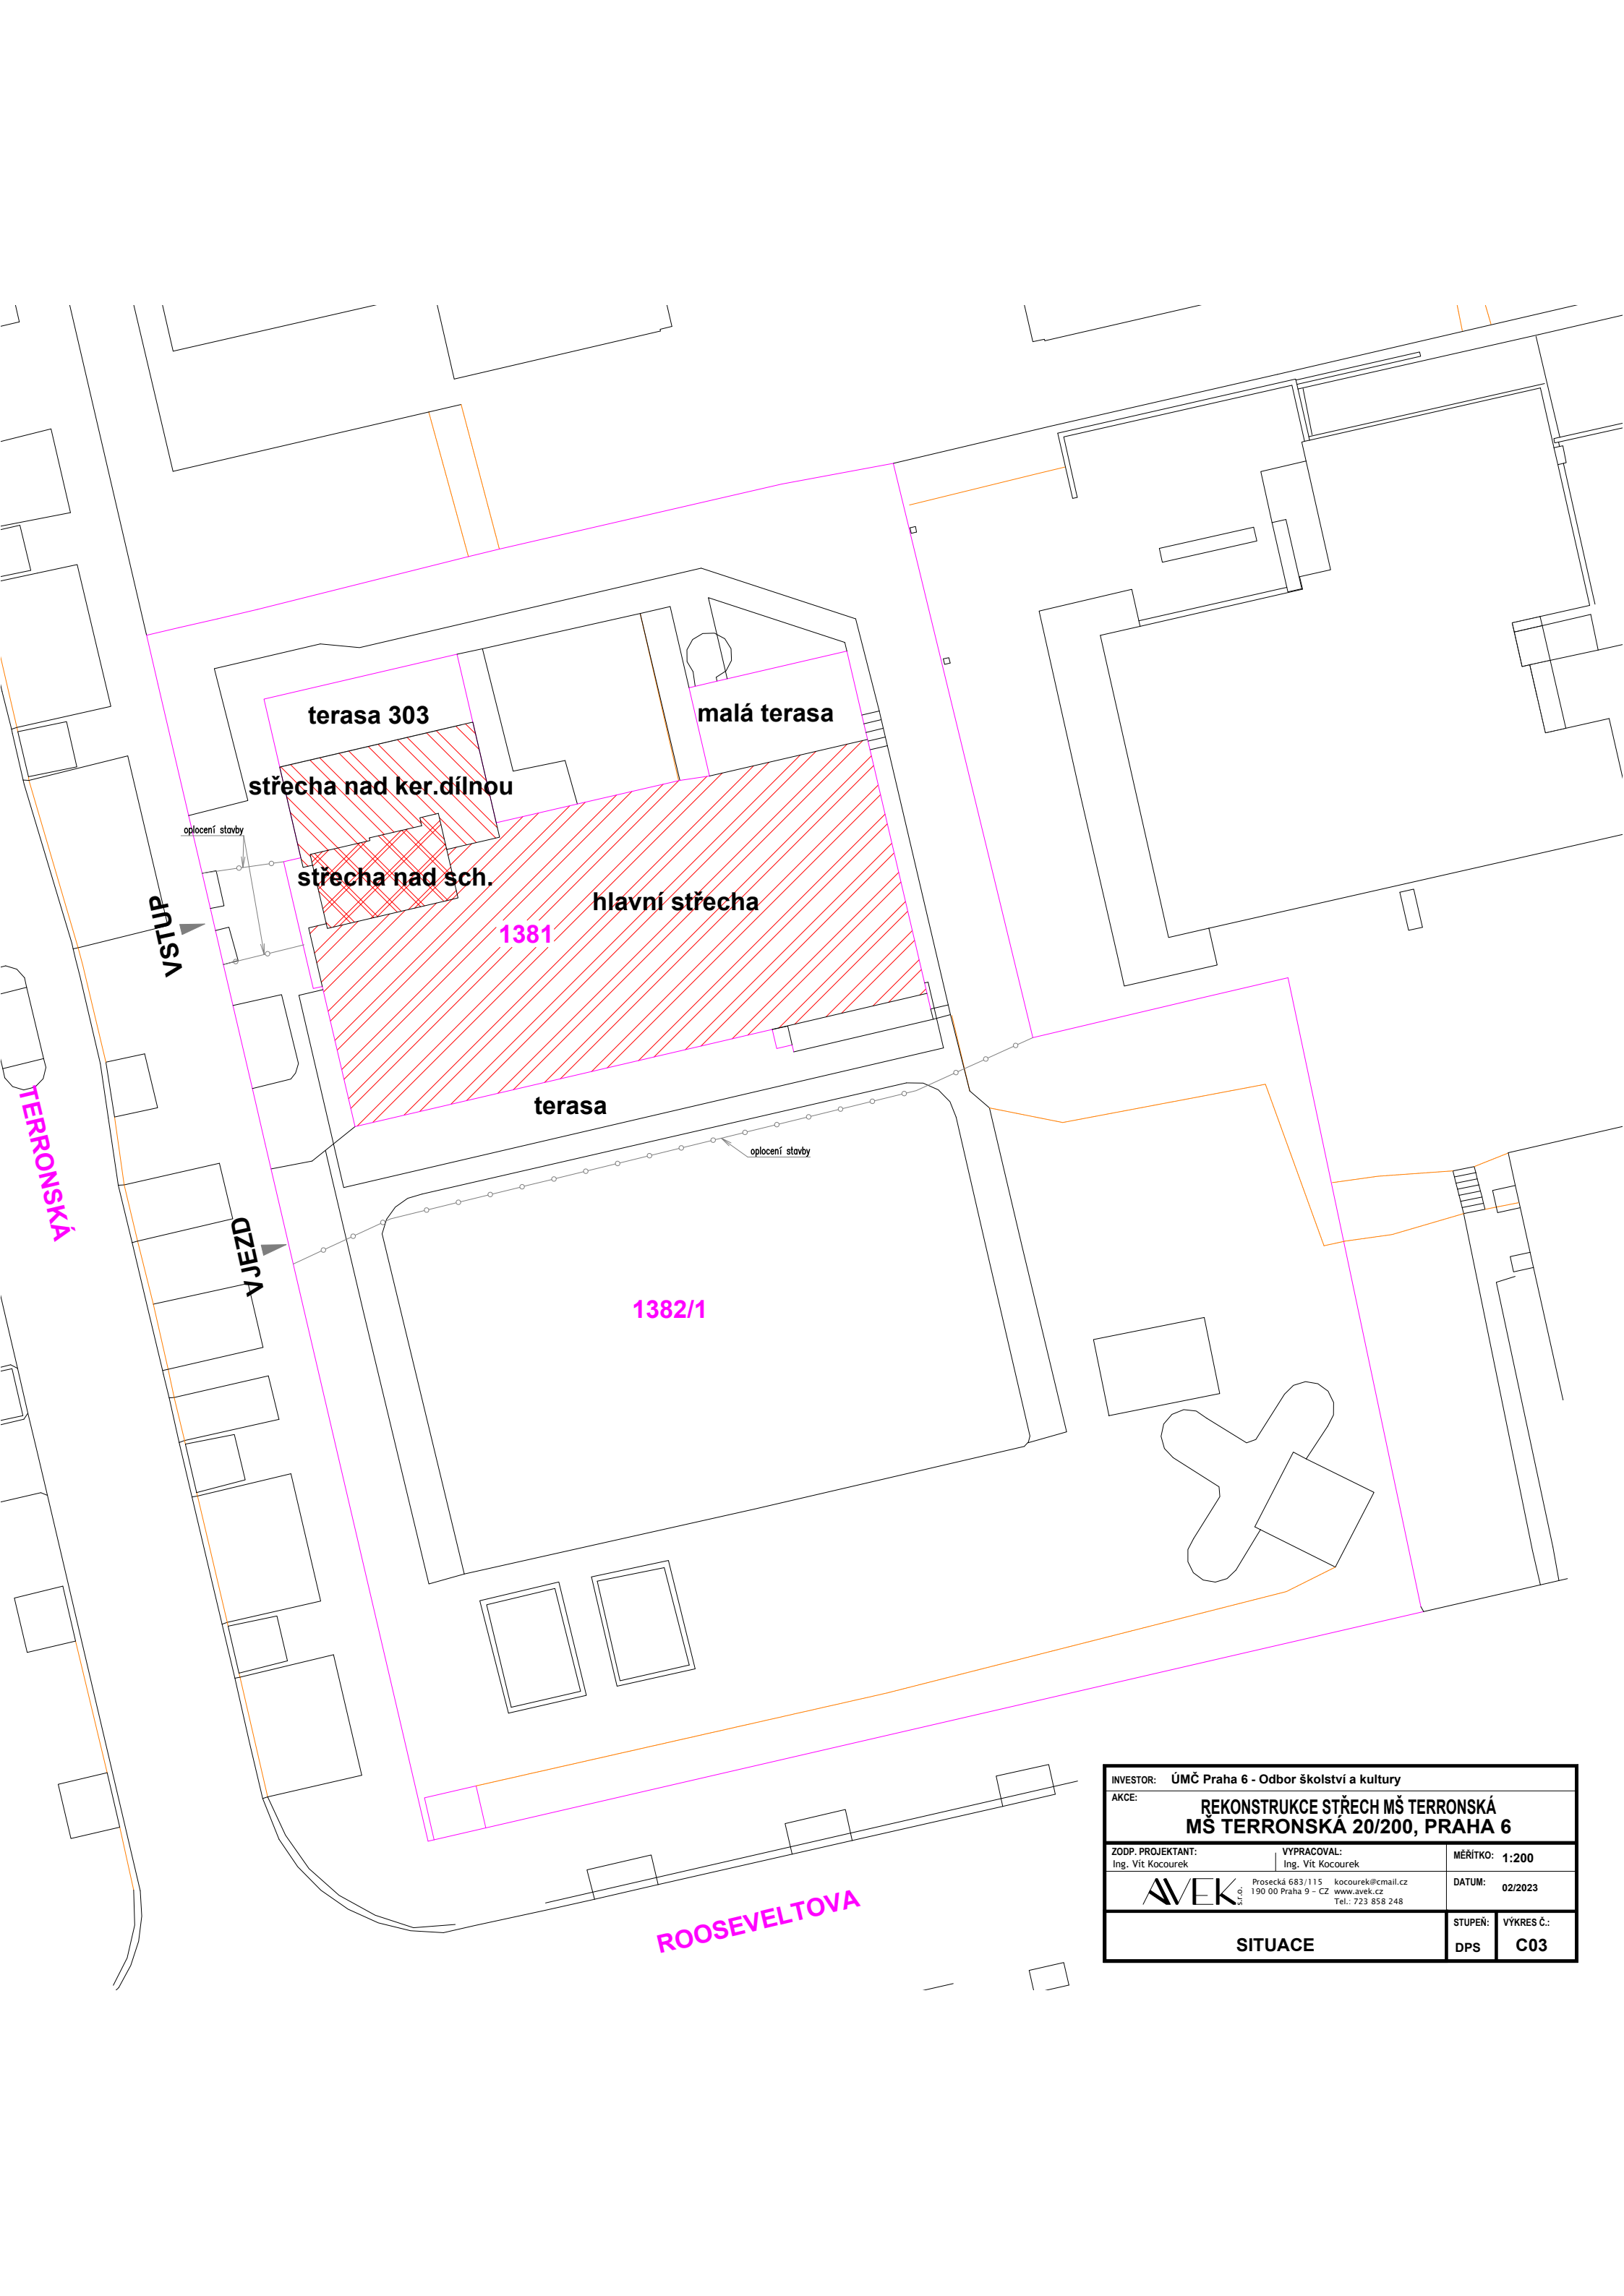 terasa 303
malá terasa
střecha nad ker.dílnou
oplocení stavby
střecha nad sch.
hlavní střecha
VSTUP
1381
terasa
TERRONSKÁ
oplocení stavby
VJEZD
1382/1
ROOSEVELTOVA
INVESTOR: ÚMČ Praha 6 - Odbor školství a kultury
AKCE:
REKONSTRUKCE STŘECH MŠ TERRONSKÁ
MŠ TERRONSKÁ 20/200, PRAHA 6
ZODP. PROJEKTANT:
Ing. Vít Kocourek
VYPRACOVAL:
Ing. Vít Kocourek
MĚŘÍTKO: 1:200
AVEK s.r.o.
Prosecká 683/115 kocourek@cmail.cz
190 00 Praha 9 – CZ www.avek.cz
Tel.: 723 858 248
DATUM: 02/2023
SITUACE
STUPEŇ:
DPS
VÝKRES Č.:
C03